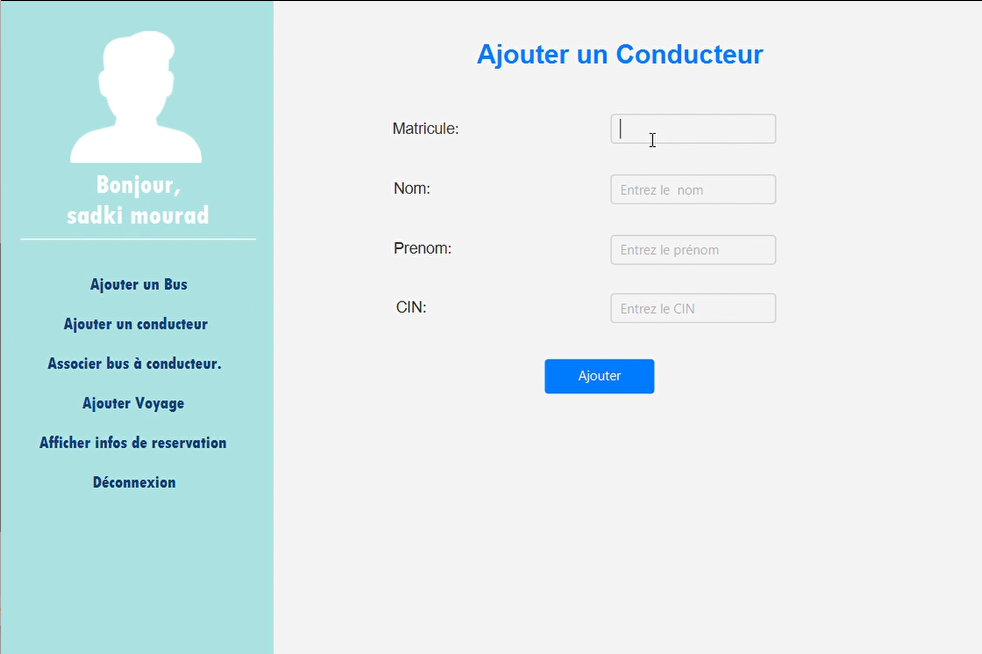 Bonjour,
sadki mourad
Ajouter un Bus
Ajouter un conducteur
Associer bus à conducteur.
Ajouter Voyage
Afficher infos de reservation
Déconnexion
Ajouter un Conducteur
Matricule:
Nom:
Entrez le  nom
Prenom:
Entrez le prénom
CIN:
Entrez le CIN
Ajouter